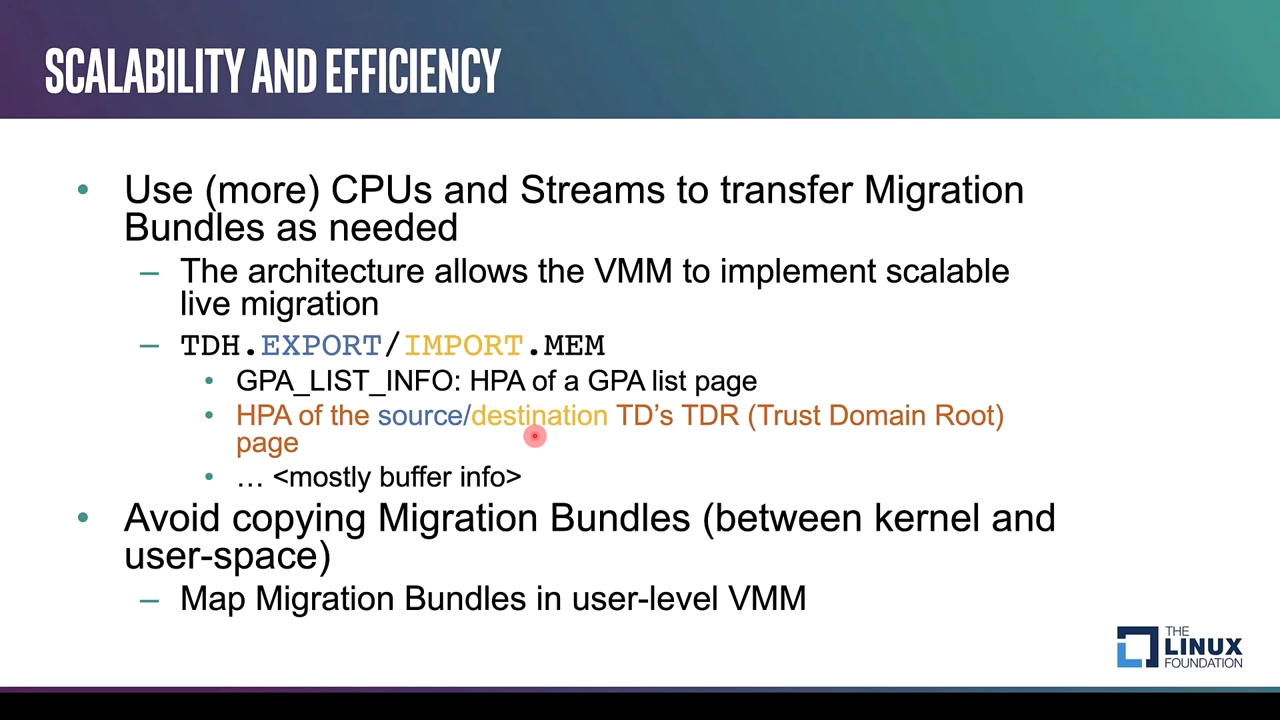 SCALABILITY AND EFFICIENCY
• Use (more) CPUs and Streams to transfer Migration
Bundles as needed
– The architecture allows the VMM to implement scalable
live migration
– TDH.EXPORT/IMPORT.MEM
• GPA_LIST_INFO: HPA of a GPA list page
• HPA of the source/destination TD’s TDR (Trust Domain Root)
page
• … <mostly buffer info>
• Avoid copying Migration Bundles (between kernel and
user-space)
– Map Migration Bundles in user-level VMM
THE
LINUX
FOUNDATION